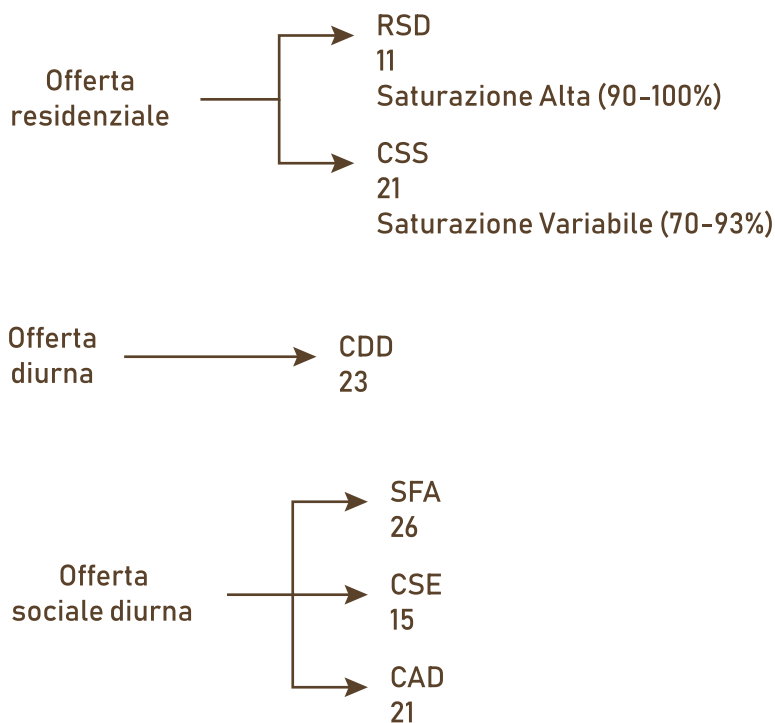 Offerta
residenziale
RSD
11
Saturazione Alta (90-100%)
CSS
21
Saturazione Variabile (70-93%)
Offerta
diurna
CDD
23
Offerta
sociale diurna
SFA
26
CSE
15
CAD
21